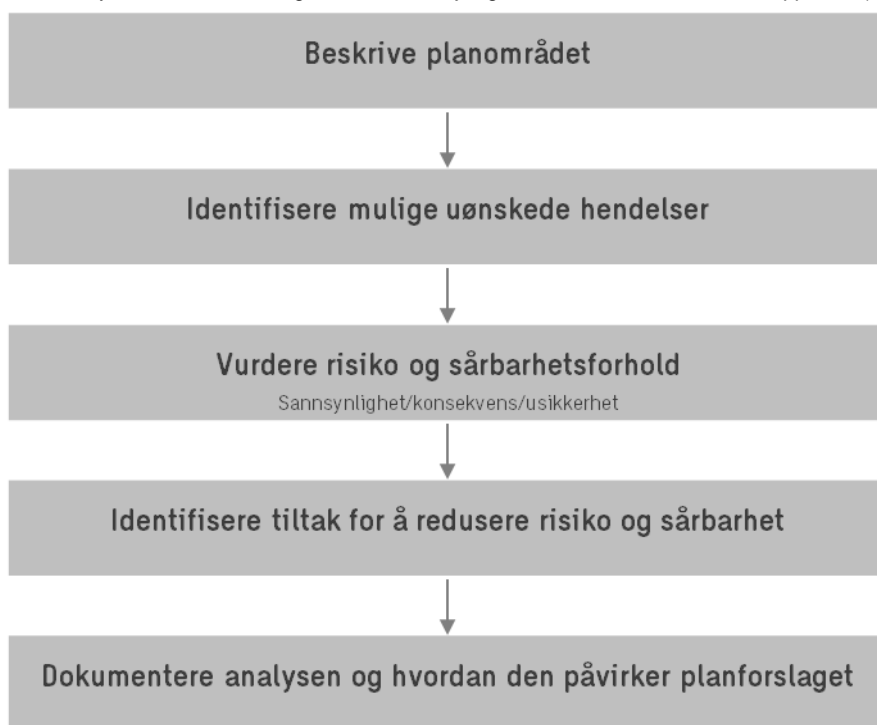 Beskrive planområdet
Identifisere mulige uønskede hendelser
Vurdere risiko og sårbarhetsforhold
Sannsynlighet/konsekvens/usikkerhet
Identifisere tiltak for å redusere risiko og sårbarhet
Dokumentere analysen og hvordan den påvirker planforslaget